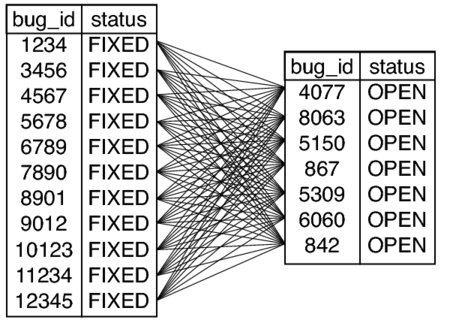 bug_id status
1234 FIXED
3456 FIXED
4567 FIXED
5678 FIXED
6789 FIXED
7890 FIXED
8901 FIXED
9012 FIXED
10123 FIXED
11234 FIXED
12345 FIXED
bug_id status
4077 OPEN
8063 OPEN
5150 OPEN
867 OPEN
5309 OPEN
6060 OPEN
842 OPEN